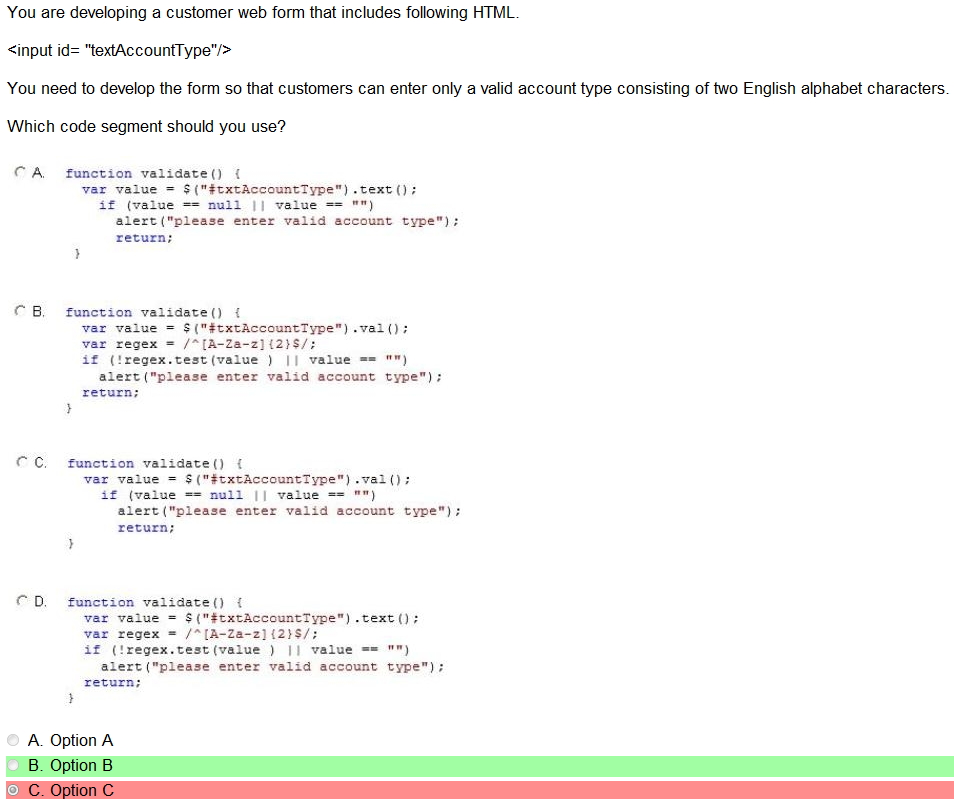 You are developing a customer web form that includes following HTML.
<input id= "textAccountType"/>
You need to develop the form so that customers can enter only a valid account type consisting of two English alphabet characters.
Which code segment should you use?
A. function validate() {
var value = $("#txtAccountType").text();
if (value == null || value == "")
alert("please enter valid account type");
return;
}
B. function validate() {
var value = $("#txtAccountType").val();
var regex = /^[A-Za-z]{2}$/;
if (!regex.test(value ) || value == "")
alert("please enter valid account type");
return;
}
C. function validate() {
var value = $("#txtAccountType").val();
if (value == null || value == "")
alert("please enter valid account type");
return;
}
D. function validate() {
var value = $("#txtAccountType").text();
var regex = /^[A-Za-z]{2}$/;
if (!regex.test(value ) || value == "")
alert("please enter valid account type");
return;
}
A. Option A
B. Option B
C. Option C